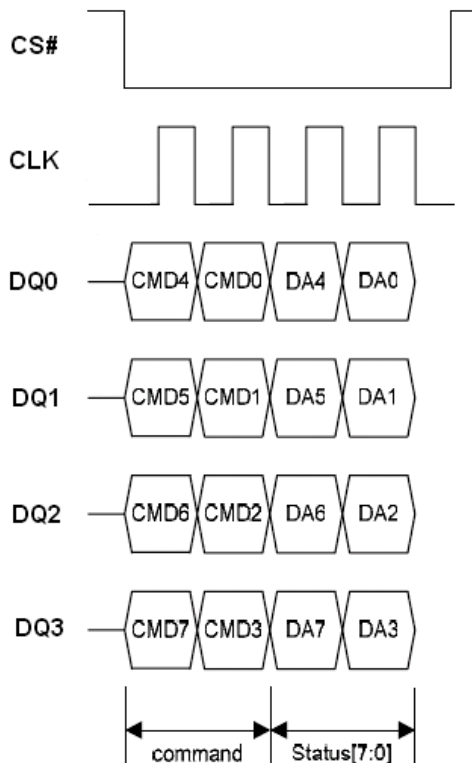 CS#
CLK
DQ0 CMD4 CMD0 DA4 DA0
DQ1 CMD5 CMD1 DA5 DA1
DQ2 CMD6 CMD2 DA6 DA2
DQ3 CMD7 CMD3 DA7 DA3
command Status[7:0]